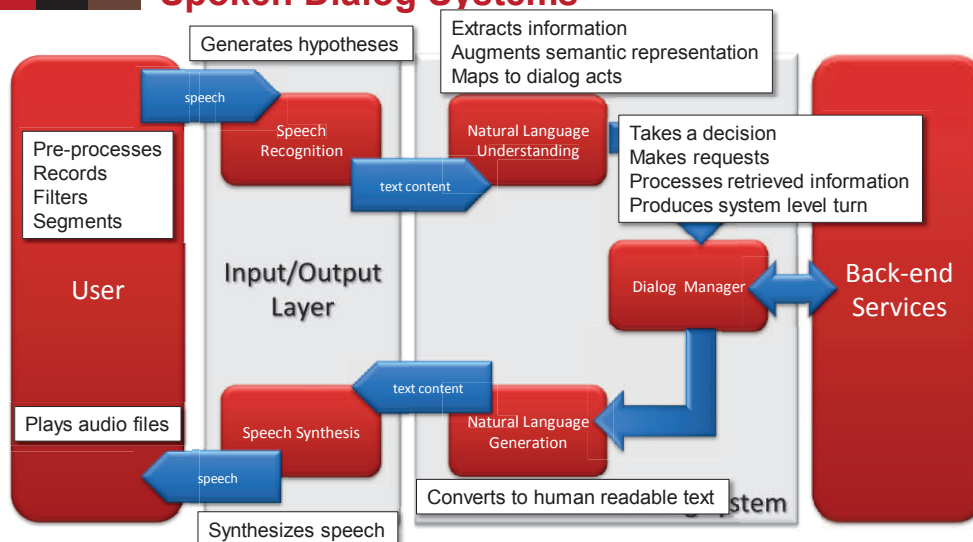 Spoken Dialog Systems
Generates hypotheses
Extracts information
Augments semantic representation
Maps to dialog acts
speech
Speech
Recognition
Natural Language
Understanding
Takes a decision
Makes requests
Processes retrieved information
Produces system level turn
Pre-processes
Records
Filters
Segments
text content
User
Input/Output
Layer
Dialog Manager
Back-end
Services
text content
Plays audio files
Speech Synthesis
Natural Language
Generation
speech
Converts to human readable text
Synthesizes speech